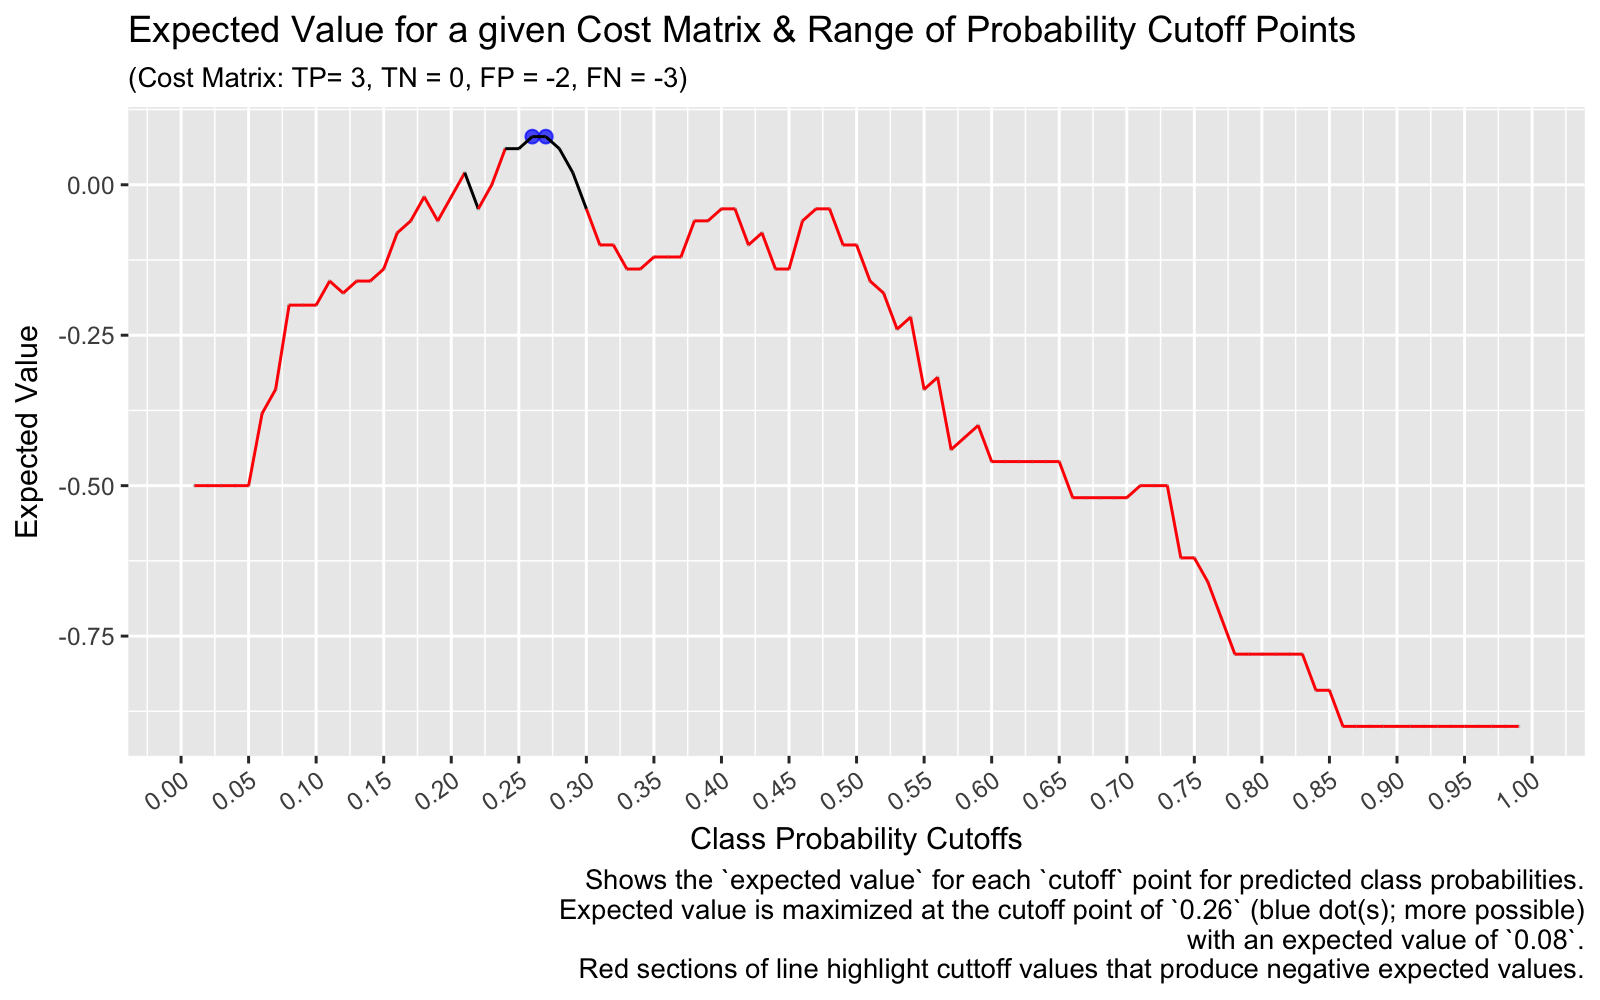 Expected Value for a given Cost Matrix & Range of Probability Cutoff Points
(Cost Matrix: TP= 3, TN = 0, FP = -2, FN = -3)
Expected Value
0.00
-0.25
-0.50
-0.75
0.00 0.05 0.10 0.15 0.20 0.25 0.30 0.35 0.40 0.45 0.50 0.55 0.60 0.65 0.70 0.75 0.80 0.85 0.90 0.95 1.00
Class Probability Cutoffs
Shows the `expected value` for each `cutoff` point for predicted class probabilities.
Expected value is maximized at the cutoff point of `0.26` (blue dot(s); more possible)
with an expected value of `0.08`.
Red sections of line highlight cuttoff values that produce negative expected values.